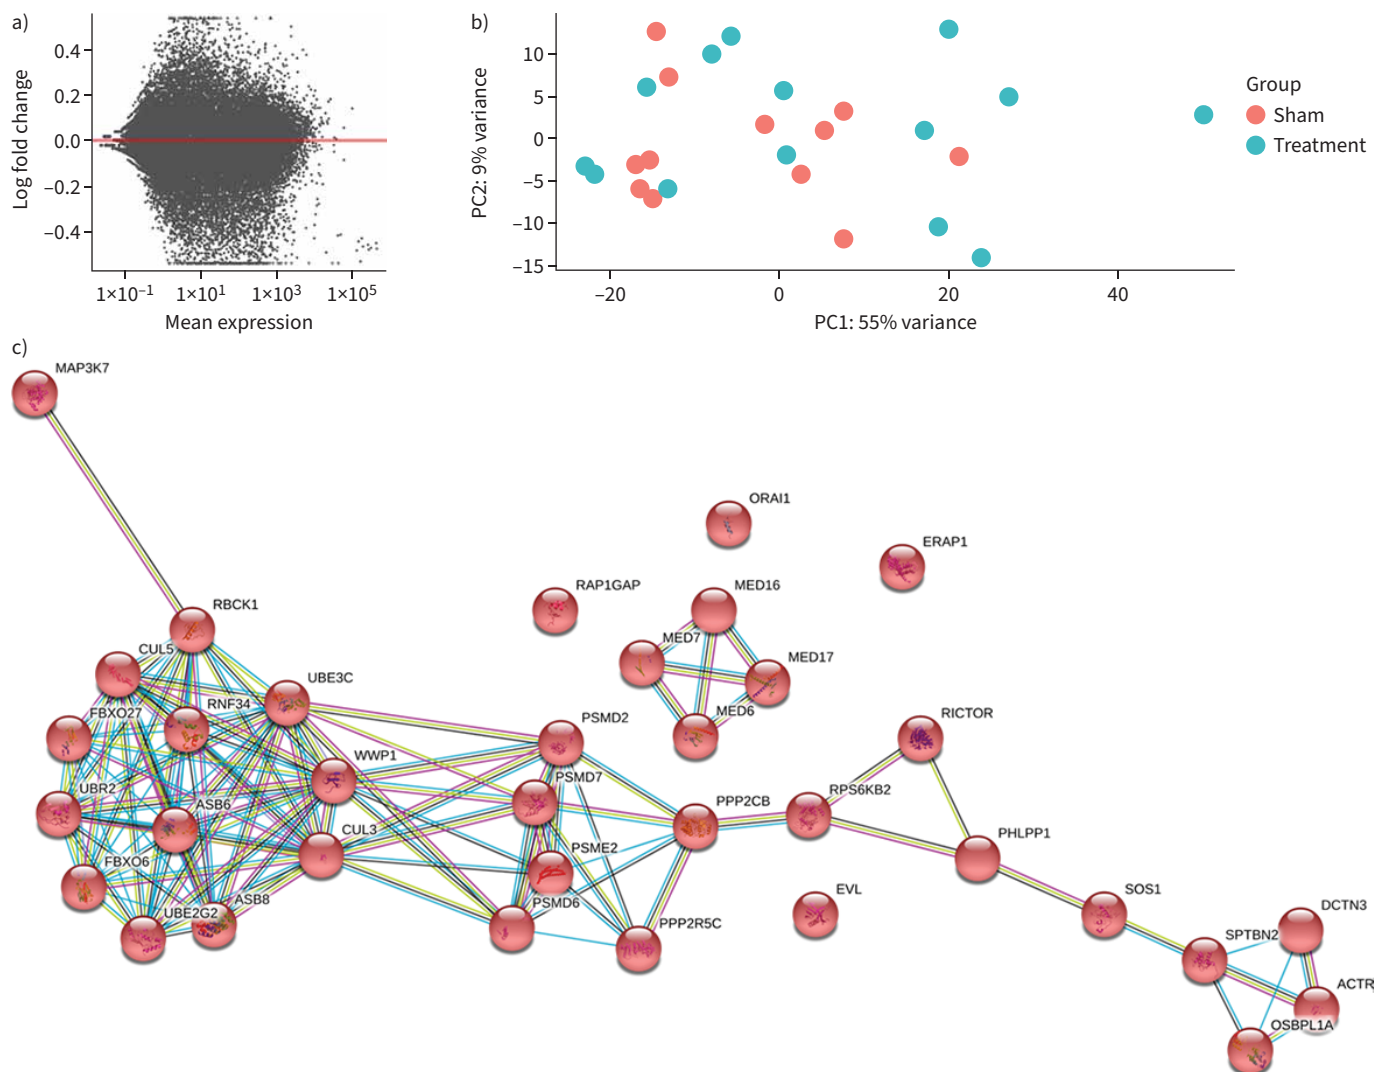 a)
0.4
0.2
0.0
–0.2
–0.4
Log fold change
1×10–1
1×101
1×103
1×105
Mean expression
b)
10
5
0
–5
–10
–15
PC2: 9% variance
–20
0
20
40
PC1: 55% variance
Group
Sham
Treatment
c)
MAP3K7
ORAI1
ERAP1
RAP1GAP
MED16
RBCK1
MED7
CUL5
MED17
UBE3C
RNF34
FBXO27
MED6
PSMD2
RICTOR
WWP1
PSMD7
UBR2
ASB6
PPP2CB
RPS6KB2
CUL3
PHLPP1
PSME2
FBXO6
EVL
SOS1
ASB8
PSMD6
DCTN3
UBE2G2
PPP2R5C
SPTBN2
ACTR
OSBPL1A